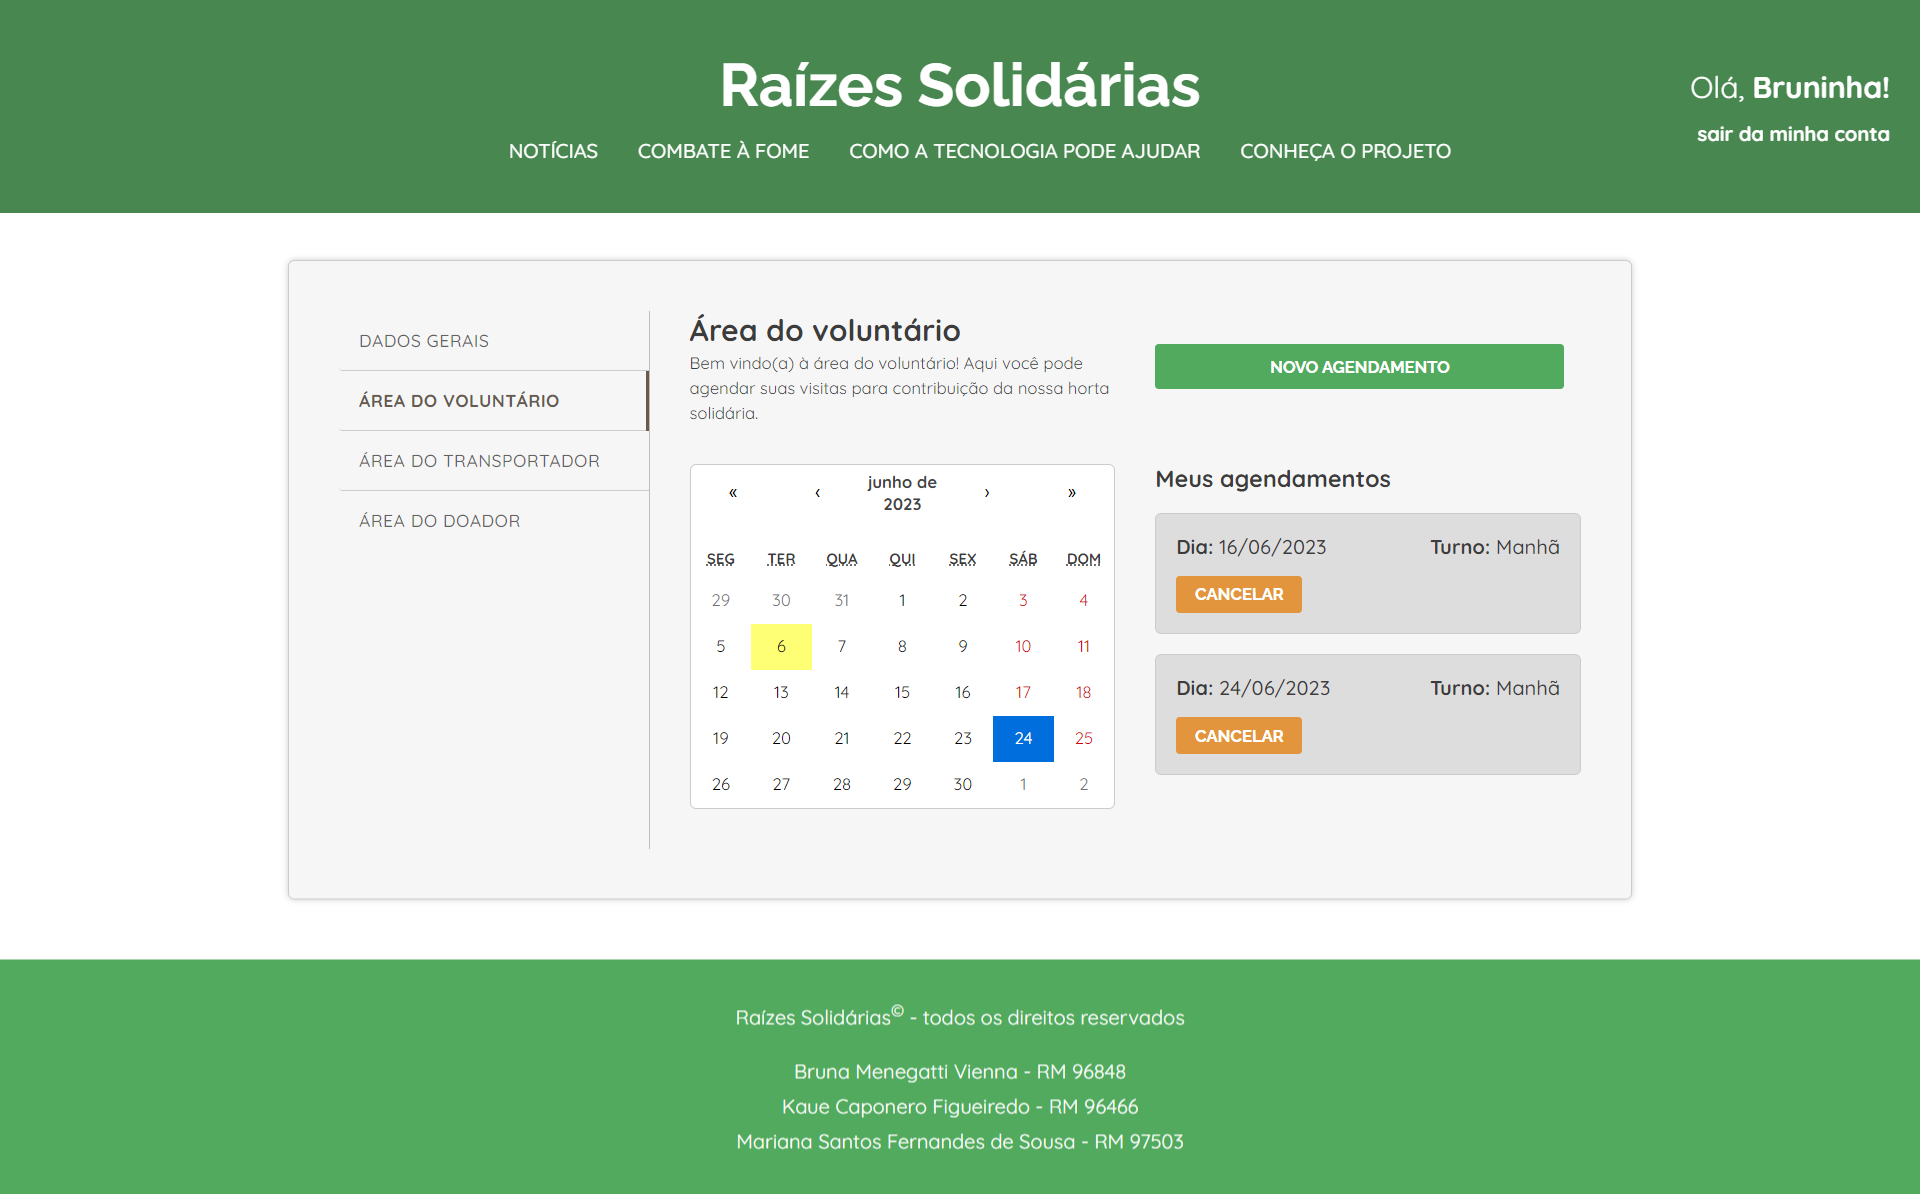 Raízes Solidárias
Olá, Bruninha!
sair da minha conta
NOTÍCIAS COMBATE À FOME COMO A TECNOLOGIA PODE AJUDAR CONHEÇA O PROJETO
DADOS GERAIS
ÁREA DO VOLUNTÁRIO
ÁREA DO TRANSPORTADOR
ÁREA DO DOADOR
Área do voluntário
Bem vindo(a) à área do voluntário! Aqui você pode
agendar suas visitas para contribuição da nossa horta
solidária.
NOVO AGENDAMENTO
« ‹ junho de
2023 › »
SEG TER QUA QUI SEX SÁB DOM
29 30 31 1 2 3 4
5 6 7 8 9 10 11
12 13 14 15 16 17 18
19 20 21 22 23 24 25
26 27 28 29 30 1 2
Meus agendamentos
Dia: 16/06/2023 Turno: Manhã
CANCELAR
Dia: 24/06/2023 Turno: Manhã
CANCELAR
Raízes Solidárias© - todos os direitos reservados
Bruna Menegatti Vienna - RM 96848
Kaue Caponero Figueiredo - RM 96466
Mariana Santos Fernandes de Sousa - RM 97503